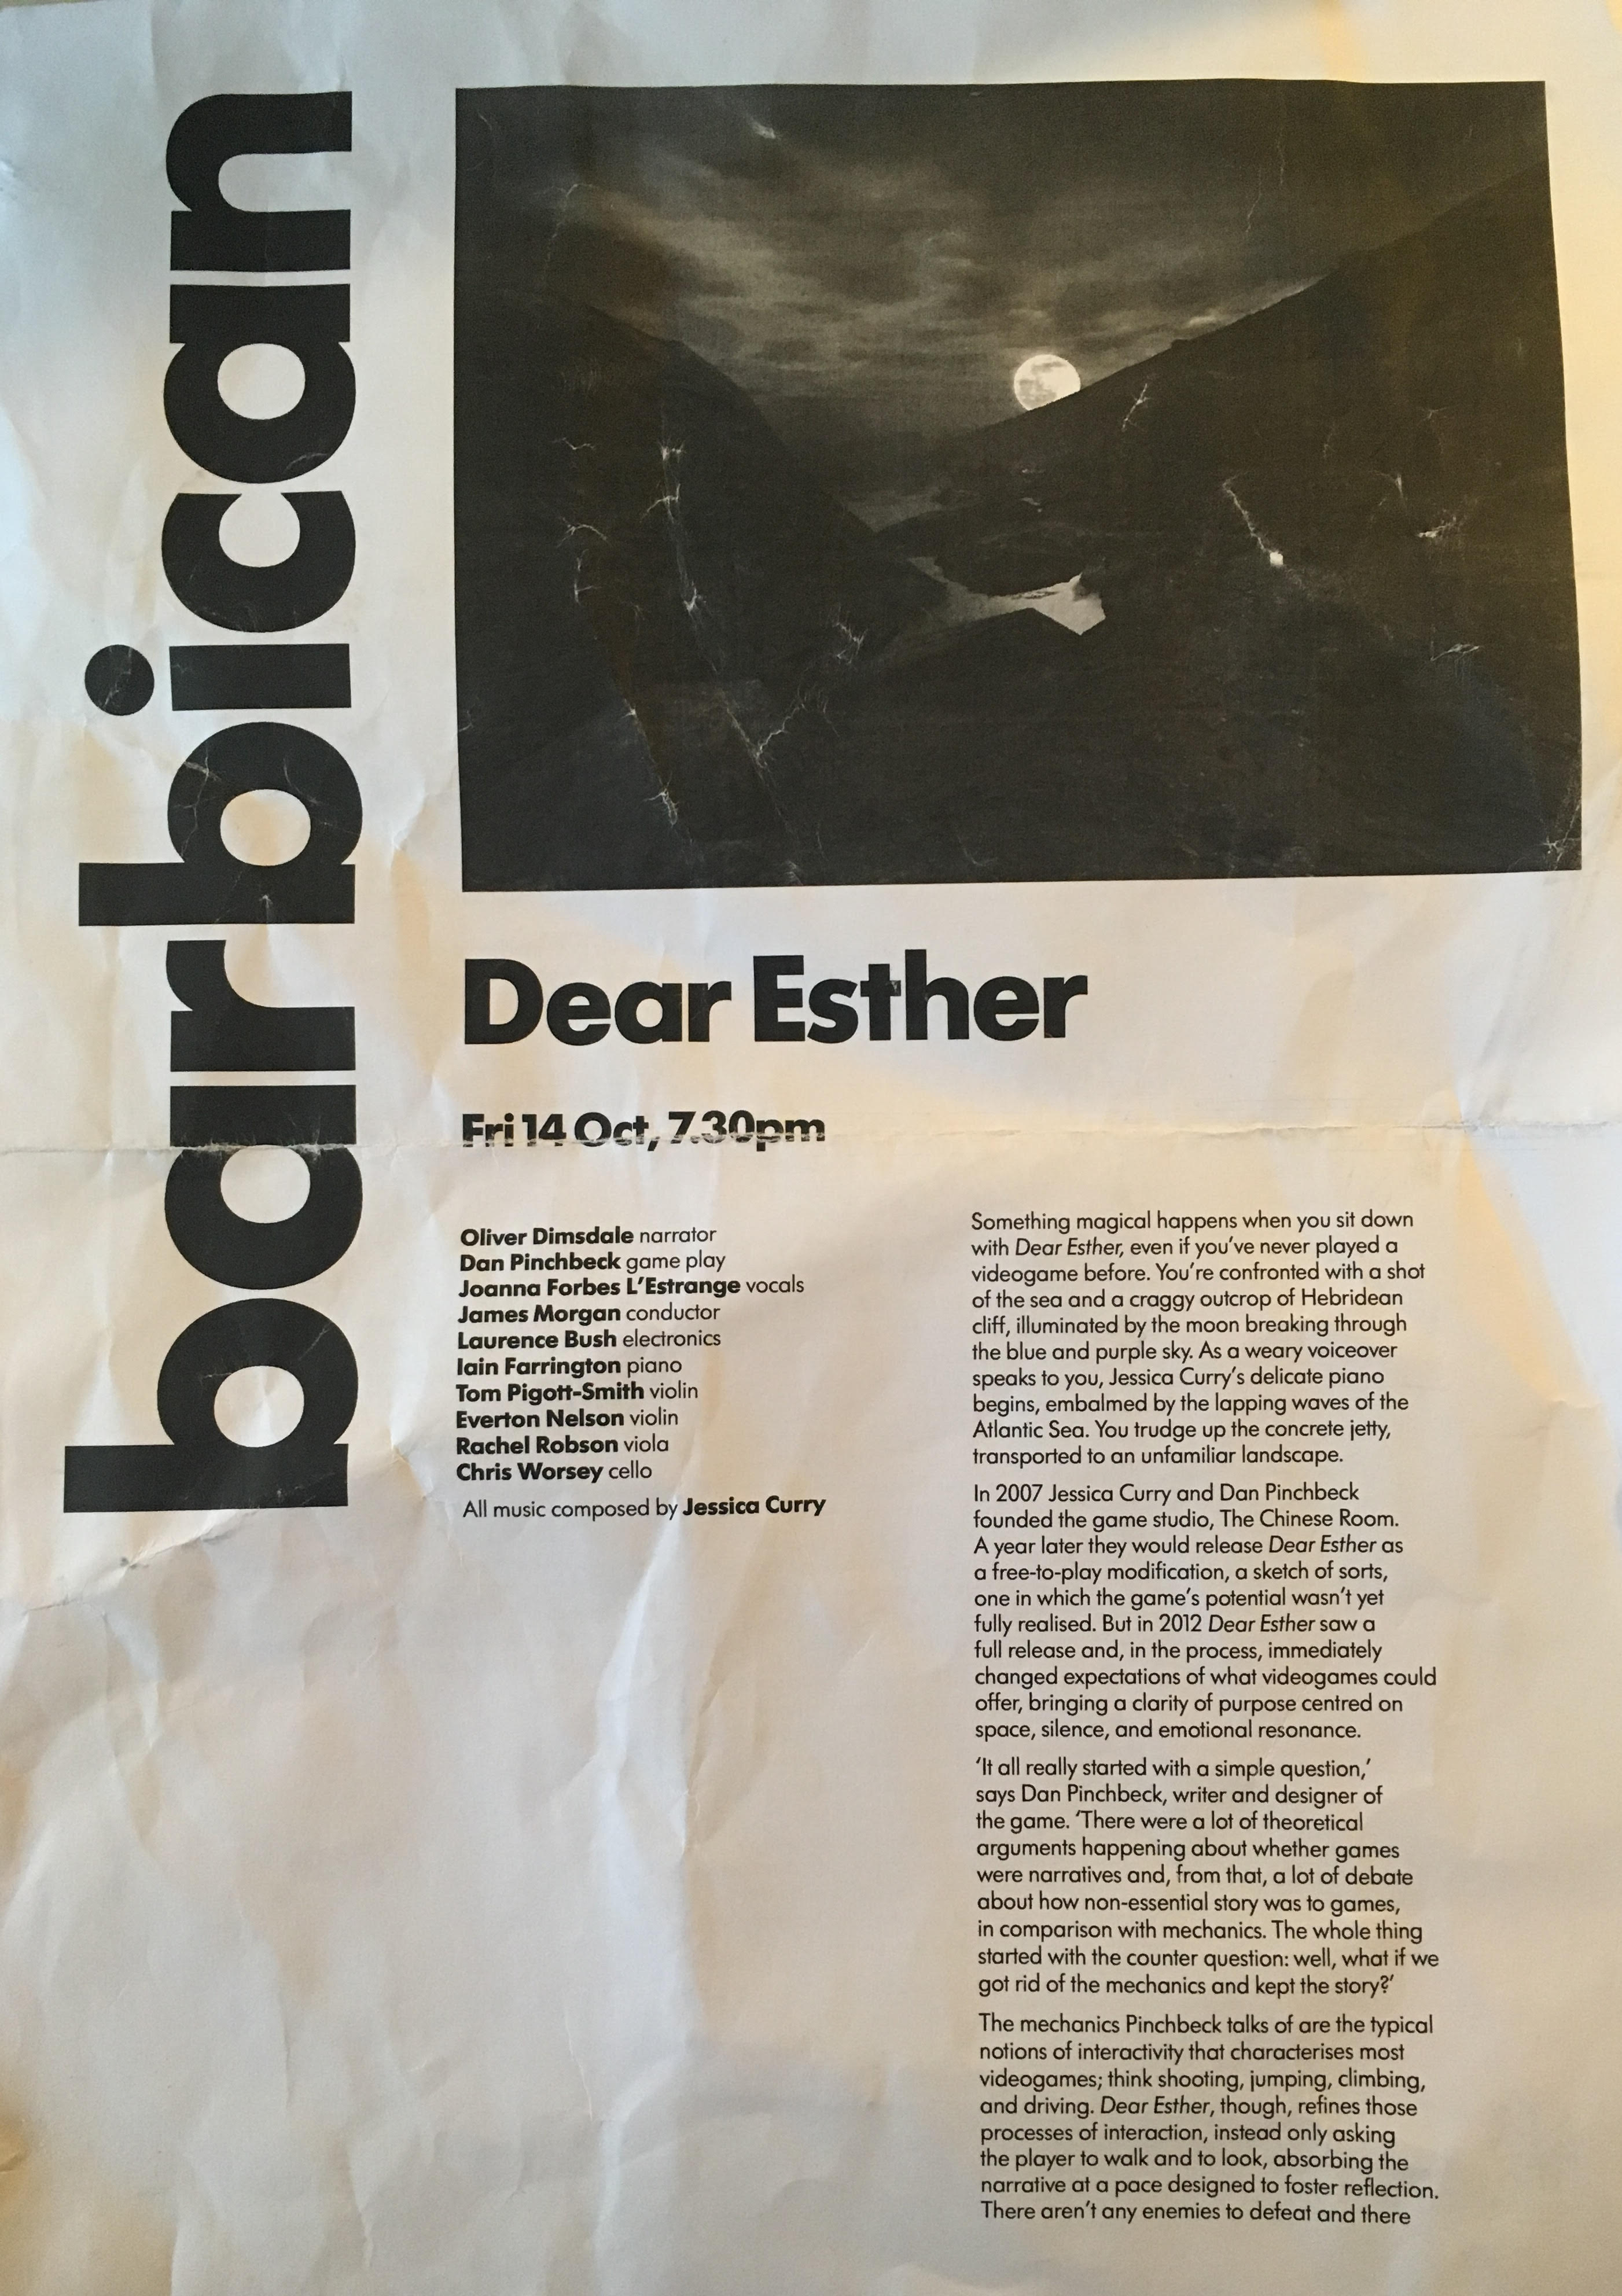 barbican
Dear Esther
Fri 14 Oct, 7.30pm
Oliver Dimsdale narrator
Dan Pinchbeck game play
Joanna Forbes L'Estrange vocals
James Morgan conductor
Laurence Bush electronics
Iain Farrington piano
Tom Pigott-Smith violin
Everton Nelson violin
Rachel Robson viola
Chris Worsey cello
All music composed by Jessica Curry
Something magical happens when you sit down
with Dear Esther, even if you've never played a
videogame before. You're confronted with a shot
of the sea and a craggy outcrop of Hebridean
cliff, illuminated by the moon breaking through
the blue and purple sky. As a weary voiceover
speaks to you, Jessica Curry's delicate piano
begins, embalmed by the lapping waves of the
Atlantic Sea. You trudge up the concrete jetty,
transported to an unfamiliar landscape.
In 2007 Jessica Curry and Dan Pinchbeck
founded the game studio, The Chinese Room.
A year later they would release Dear Esther as
a free-to-play modification, a sketch of sorts,
one in which the game's potential wasn't yet
fully realised. But in 2012 Dear Esther saw a
full release and, in the process, immediately
changed expectations of what videogames could
offer, bringing a clarity of purpose centred on
space, silence, and emotional resonance.
'It all really started with a simple question,'
says Dan Pinchbeck, writer and designer of
the game. 'There were a lot of theoretical
arguments happening about whether games
were narratives and, from that, a lot of debate
about how non-essential story was to games,
in comparison with mechanics. The whole thing
started with the counter question: well, what if we
got rid of the mechanics and kept the story?'
The mechanics Pinchbeck talks of are the typical
notions of interactivity that characterises most
videogames; think shooting, jumping, climbing,
and driving. Dear Esther, though, refines those
processes of interaction, instead only asking
the player to walk and to look, absorbing the
narrative at a pace designed to foster reflection.
There aren't any enemies to defeat and there